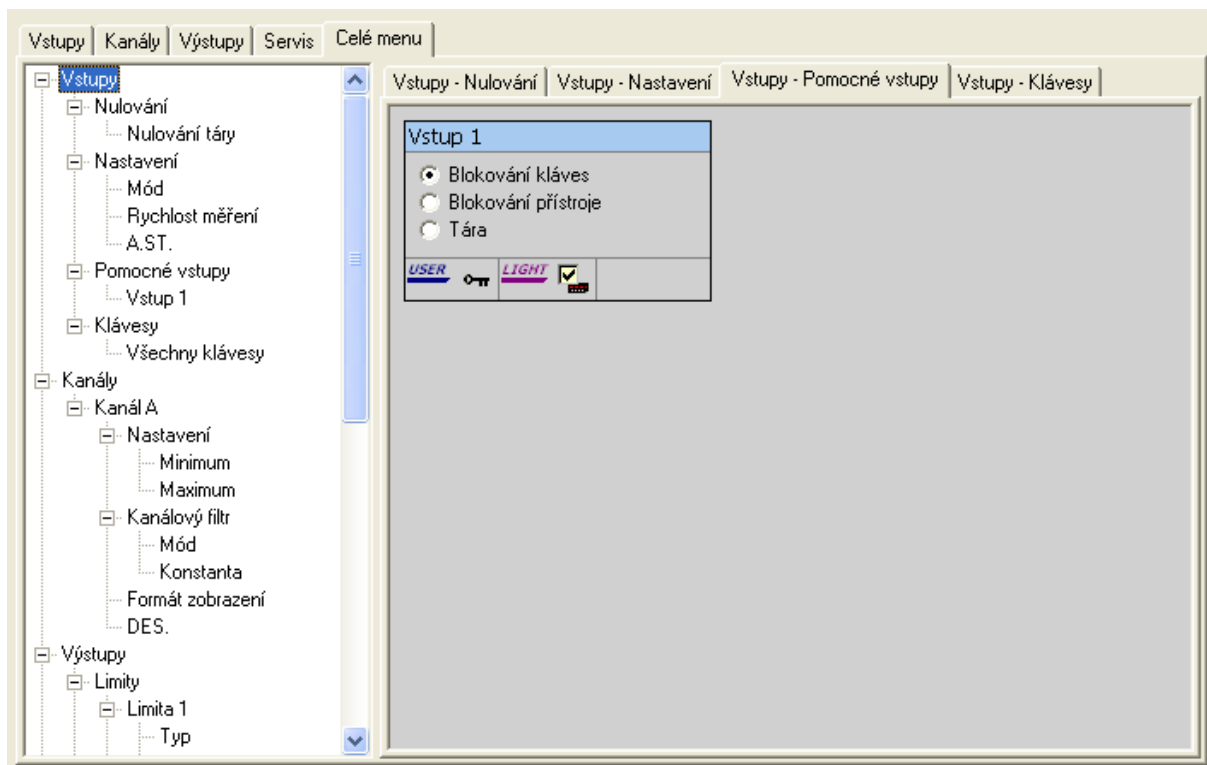 Vstupy Kanály Výstupy Servis Celé menu
Vstupy
Nulování
Nulování táry
Nastavení
Mód
Rychlost měření
A.ST.
Pomocné vstupy
Vstup 1
Klávesy
Všechny klávesy
Kanály
Kanál A
Nastavení
Minimum
Maximum
Kanálový filtr
Mód
Konstanta
Formát zobrazení
DES.
Výstupy
Limity
Limita 1
Typ
Vstupy - Nulování Vstupy - Nastavení Vstupy - Pomocné vstupy Vstupy - Klávesy
Vstup 1
Blokování kláves
Blokování přístroje
Tára
USER LIGHT